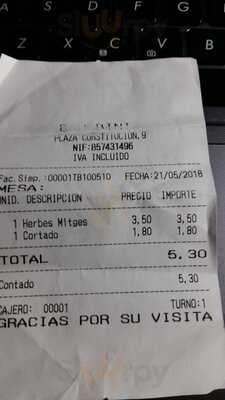 PLAZA CONSTITUCION,9
NIF:B57431496
IVA INCLUIDO
Fac.Simp.:00001TB100510 FECHA:21/05/2018
MESA:
UNID. DESCRIPCION PRECIO IMPORTE
1 Herbes Mitges 3,50 3,50
1 Cortado 1,80 1,80
TOTAL 5,30
Contado 5,30
CAJERO: 00001 TURNO:1
GRACIAS POR SU VISITA